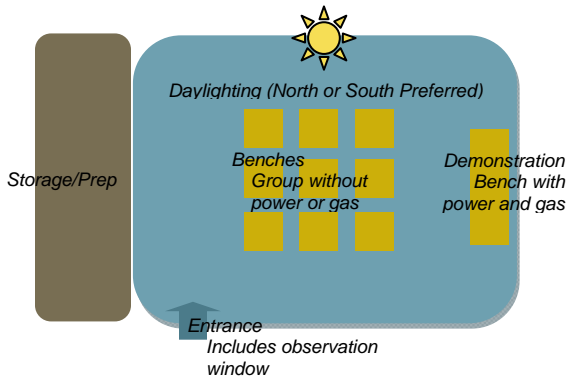 Daylighting (North or South Preferred)
Storage/Prep
Benches
Group without
power or gas
Demonstration
Bench with
power and gas
Entrance
Includes observation
window